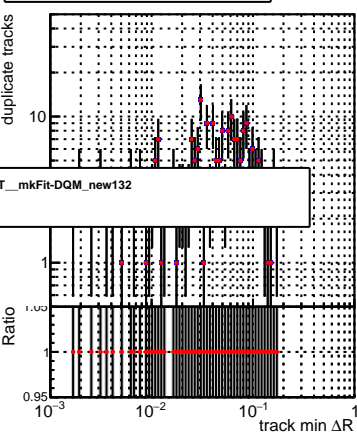 duplicate tracks
10
T__mkFit-DQM_new132
1
Ratio
1.05
1
0.95
10⁻³
10⁻²
10⁻¹
1
track min ΔR